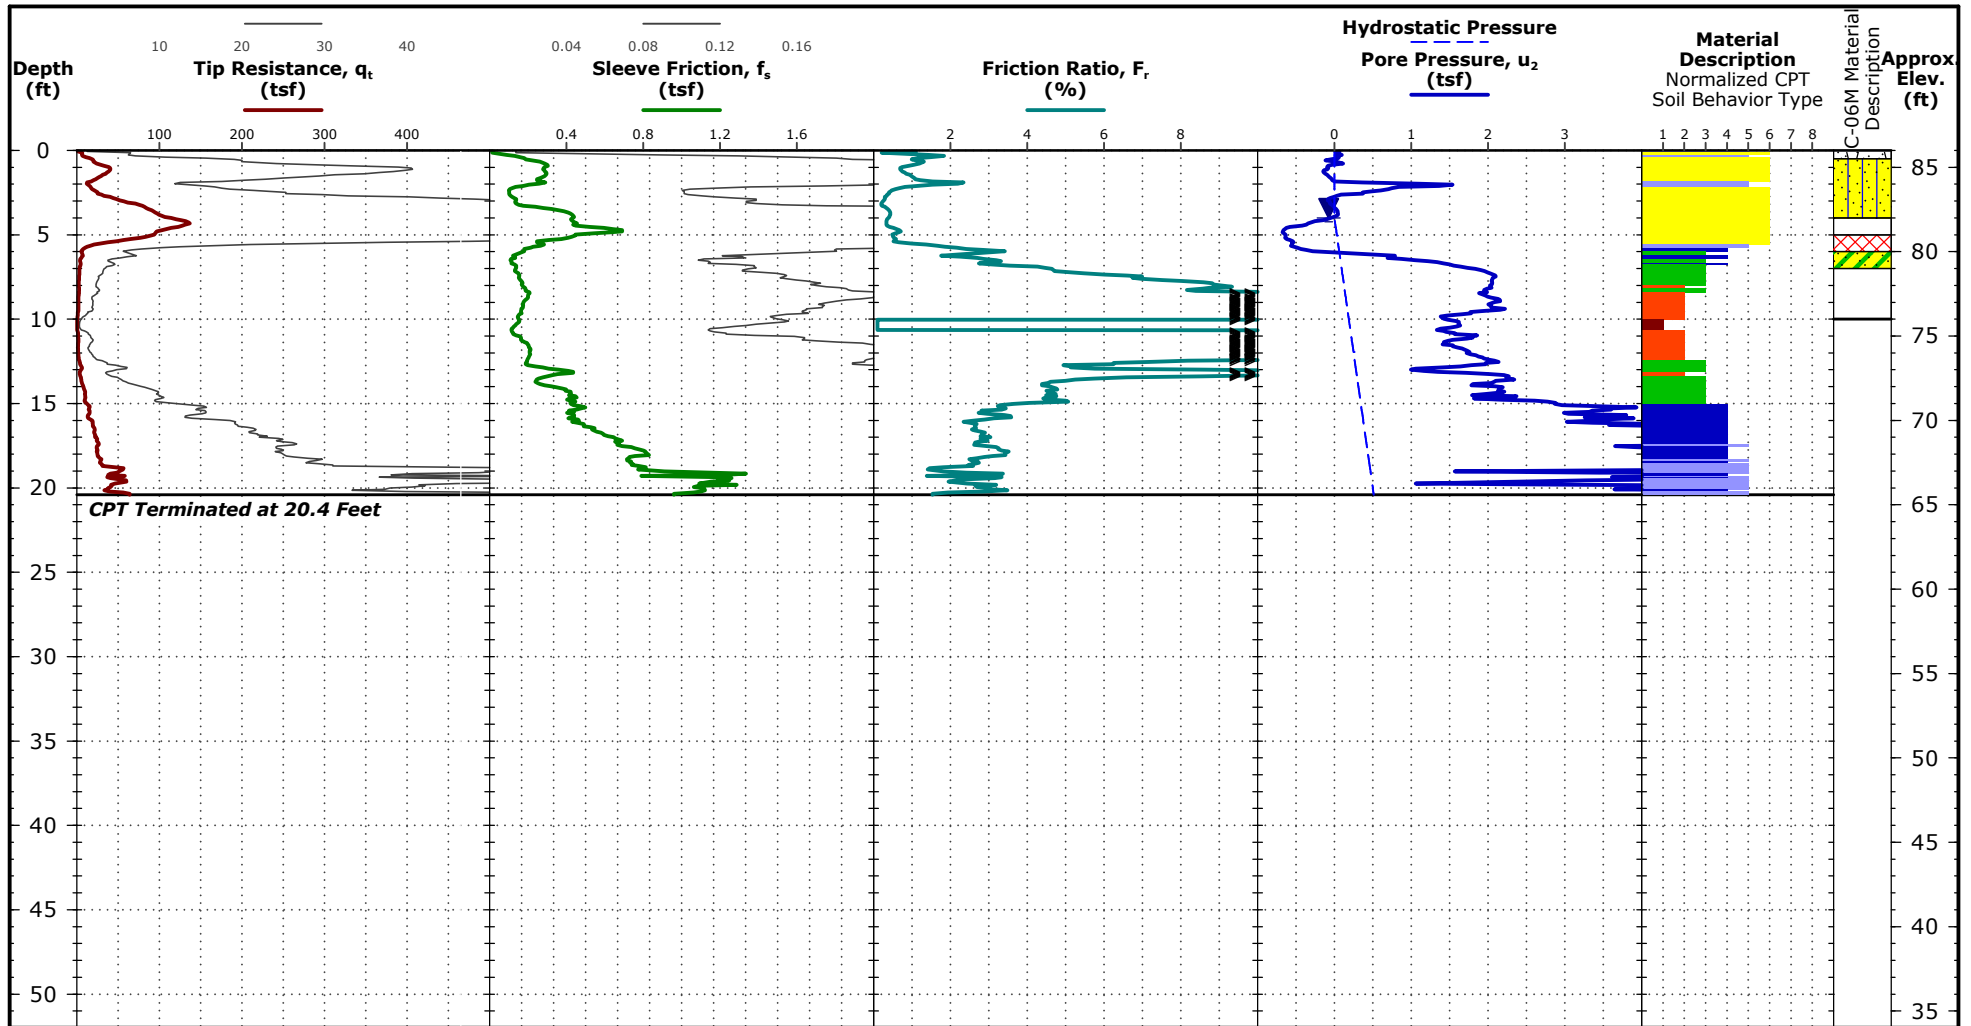 Depth
(ft)
10 20 30 40
Tip Resistance, qt
(tsf)
100 200 300 400
0.04 0.08 0.12 0.16
Sleeve Friction, fs
(tsf)
0.4 0.8 1.2 1.6
Friction Ratio, Fr
(%)
2 4 6 8
Hydrostatic Pressure
Pore Pressure, u2
(tsf)
0 1 2 3
Material
Description
Normalized CPT
Soil Behavior Type
1 2 3 4 5 6 7 8
C-06M Material
Description
Approx.
Elev.
(ft)
0
5
10
15
20
25
30
35
40
45
50
CPT Terminated at 20.4 Feet
85
80
75
70
65
60
55
50
45
40
35